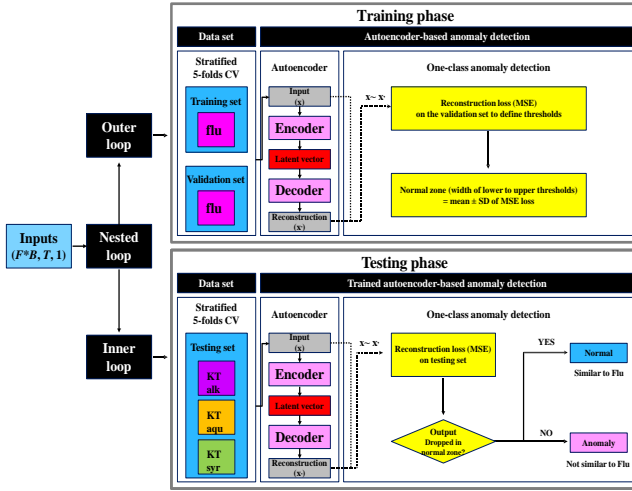 Training phase
Data set
Autoencoder-based anomaly detection
Stratified
5-folds CV
Autoencoder
One-class anomaly detection
Training set
flu
Validation set
flu
Input
(x)
Encoder
Latent vector
Decoder
Reconstruction
(x')
x~ x'
Reconstruction loss (MSE)
on the validation set to define thresholds
Normal zone (width of lower to upper thresholds)
= mean ± SD of MSE loss
Outer
loop
Inputs
(F*B, T, 1)
Nested
loop
Inner
loop
Testing phase
Data set
Trained autoencoder-based anomaly detection
Stratified
5-folds CV
Autoencoder
One-class anomaly detection
Testing set
KT
alk
KT
aqu
KT
syr
Input
(x)
Encoder
Latent vector
Decoder
Reconstruction
(x')
x~ x'
Reconstruction loss (MSE)
on testing set
Output
Dropped in
normal zone?
YES
Normal
Similar to Flu
NO
Anomaly
Not similar to Flu